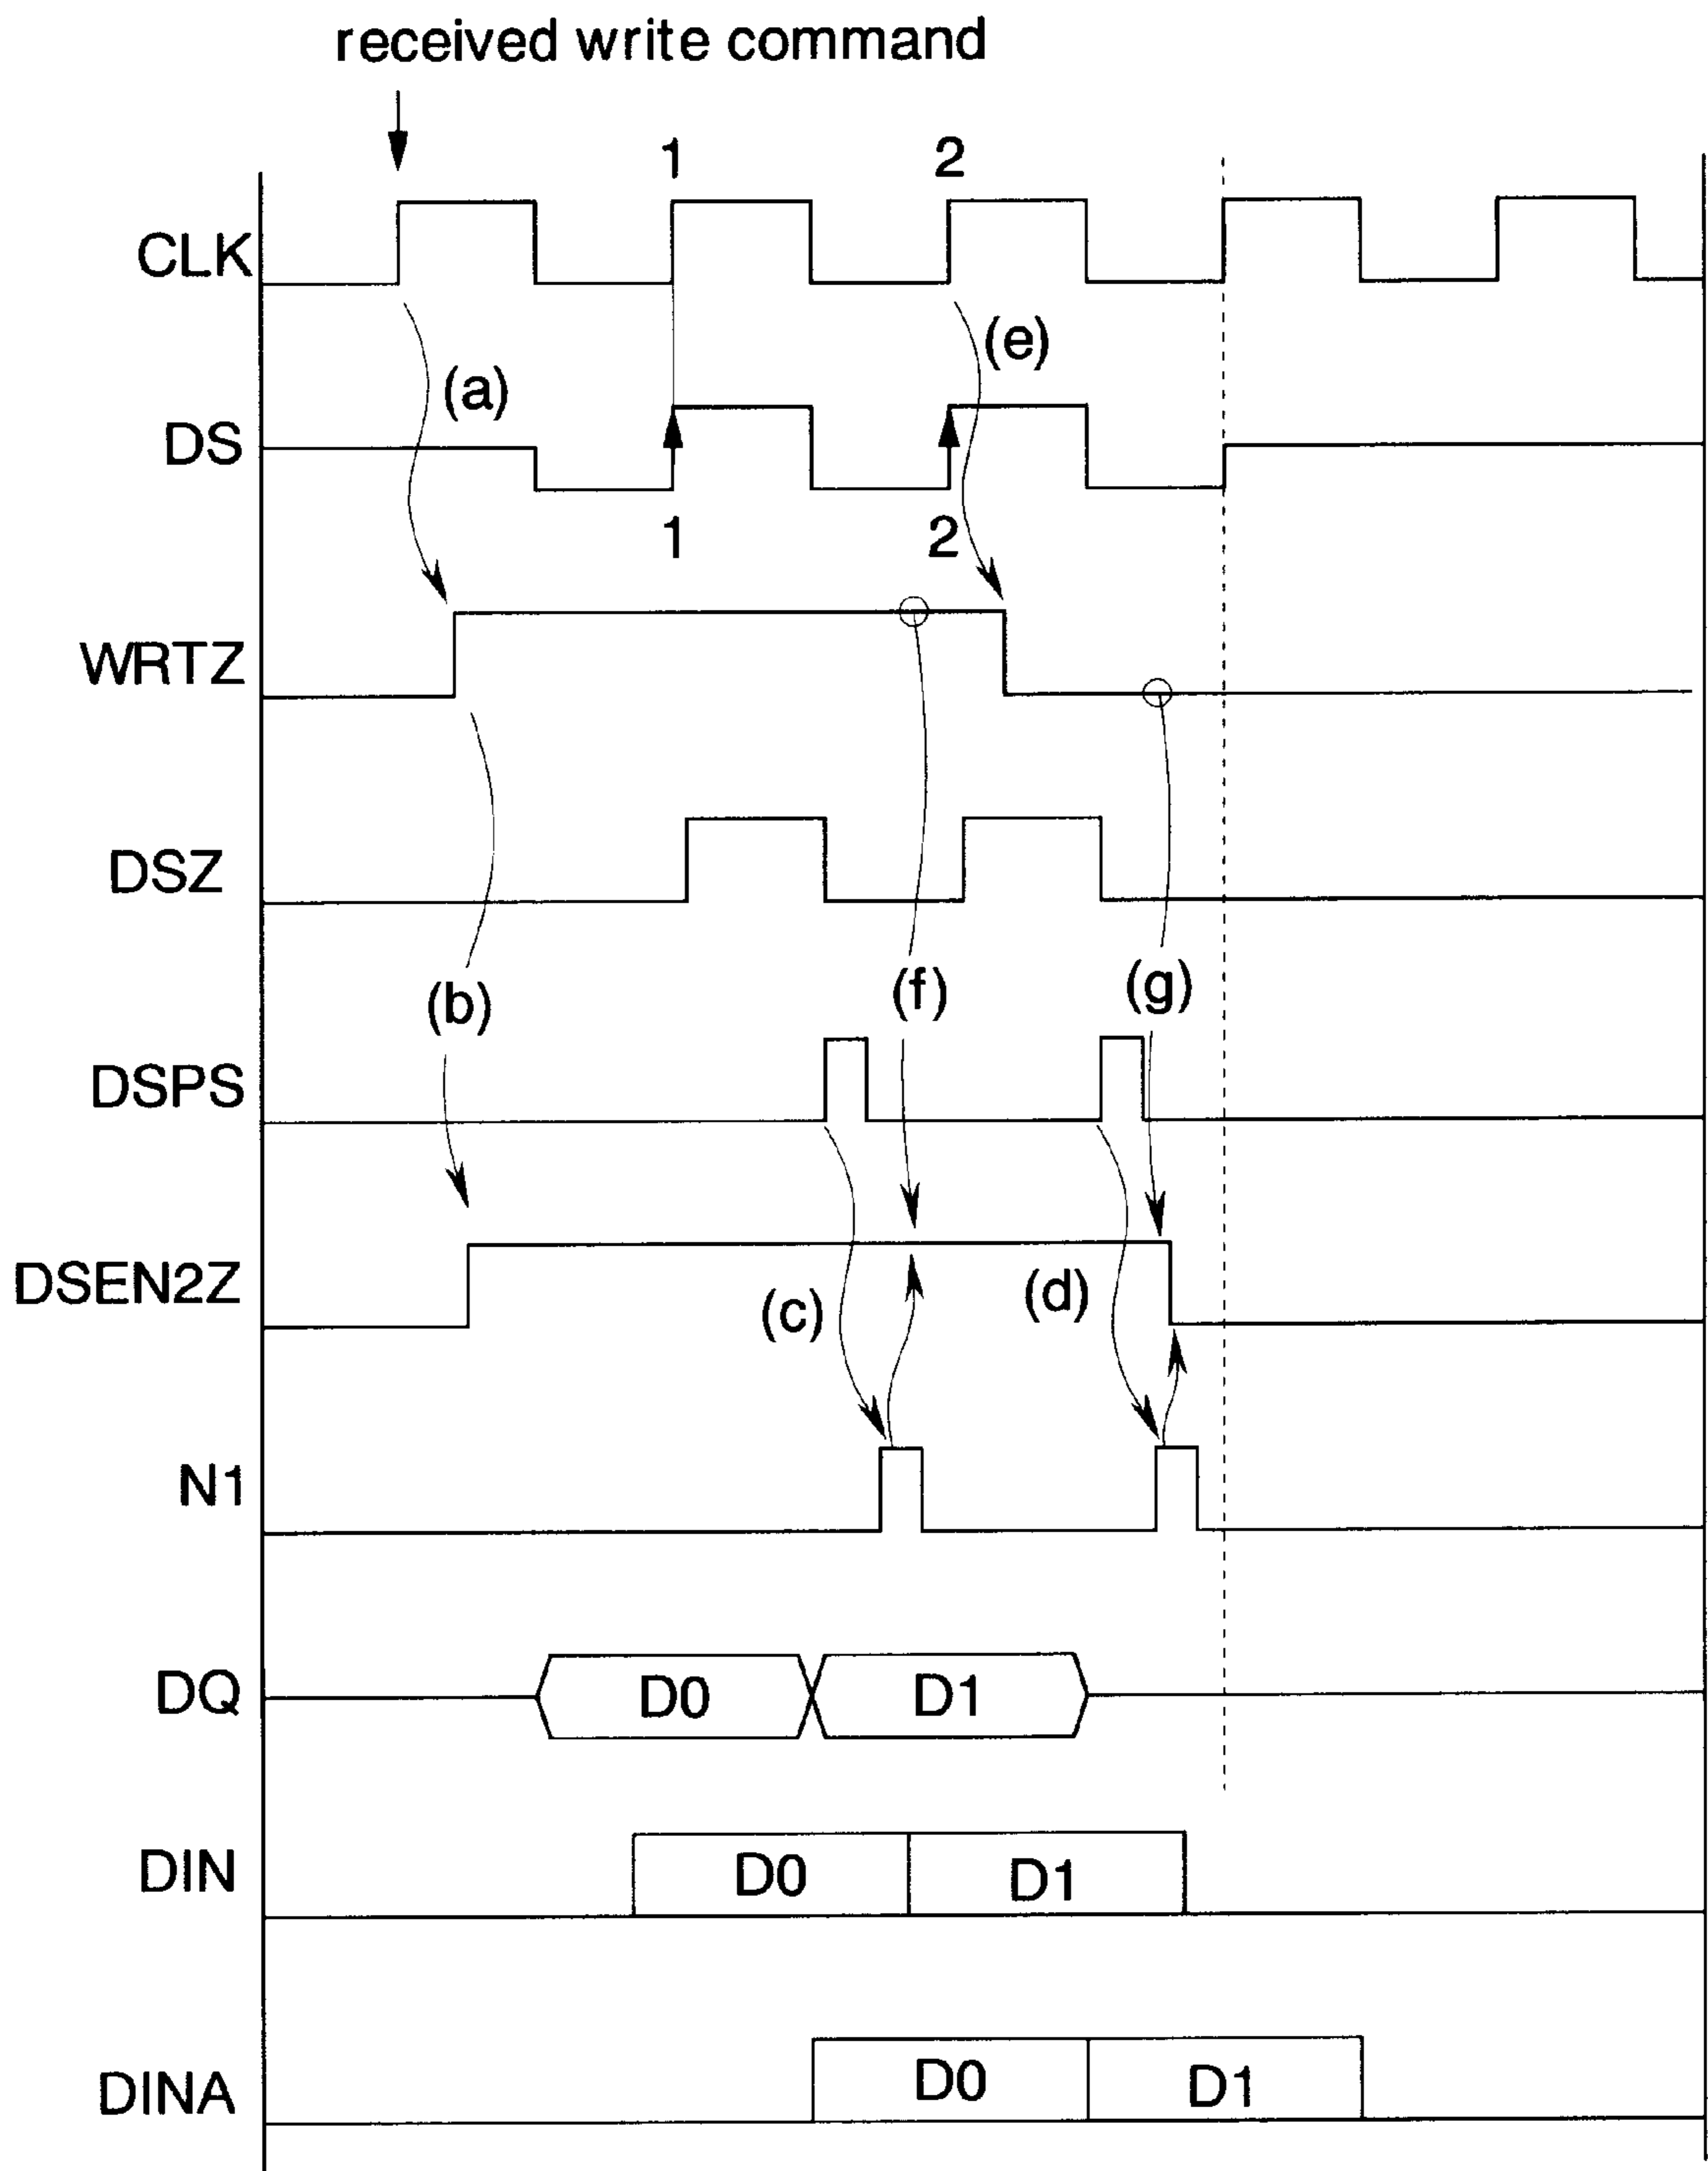 received write command
1 2
CLK
(e)
(a)
DS
1 2
WRTZ
DSZ
(b) (f) (g)
DSPS
DSEN2Z
(c) (d)
N1
DQ D0 D1
DIN D0 D1
DINA D0 D1